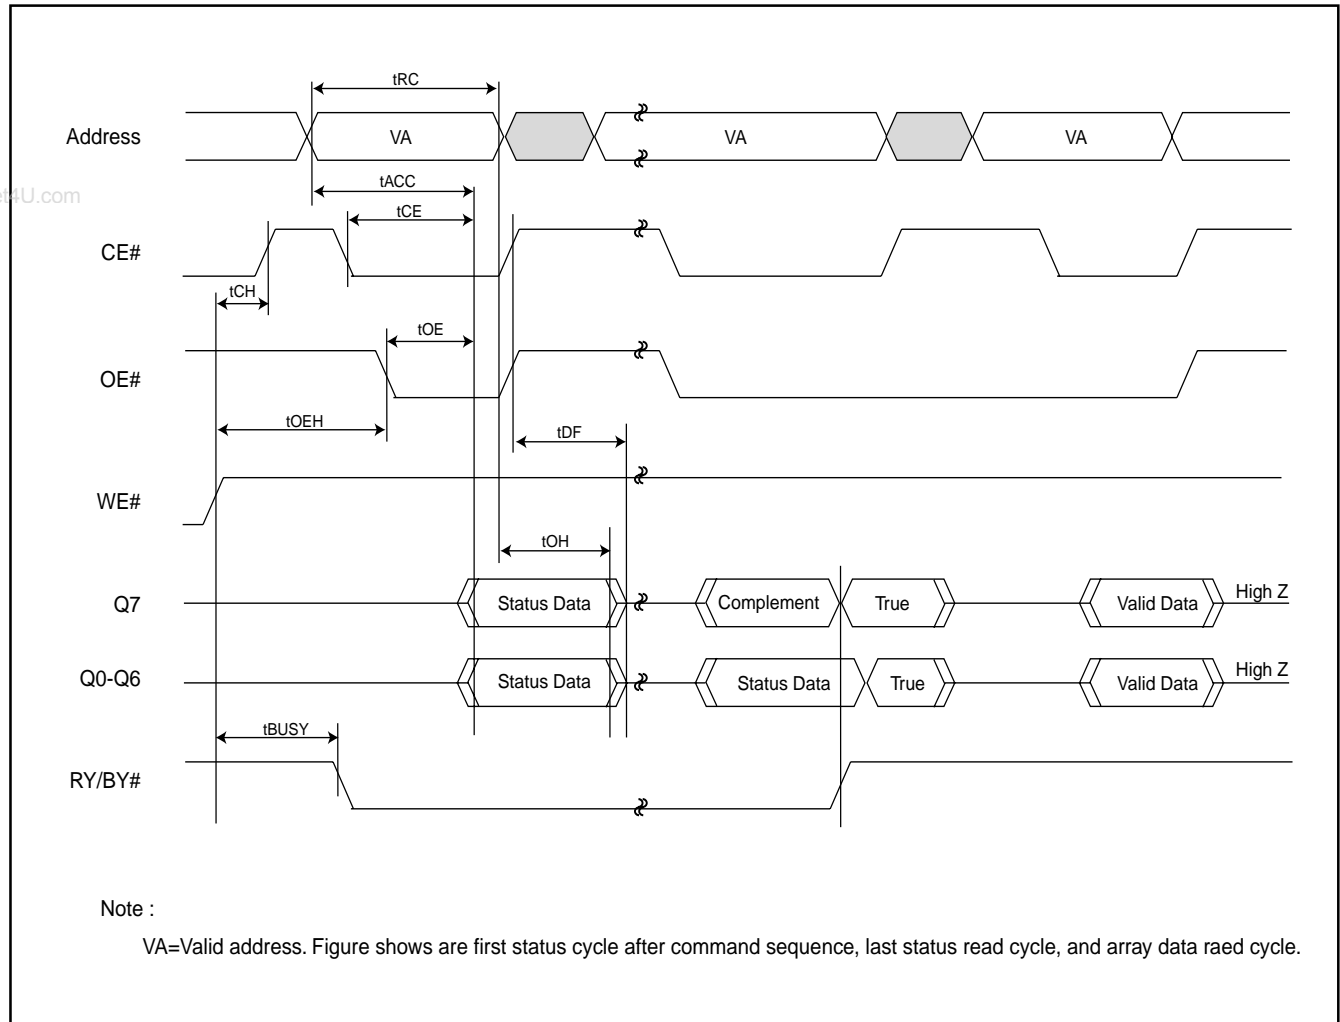 tRC
Address
VA
VA
VA
tACC
et4U.com
tCE
CE#
tCH
tOE
OE#
tOEH
tDF
WE#
tOH
Q7
Status Data
Complement
True
Valid Data
High Z
Q0-Q6
Status Data
Status Data
True
Valid Data
High Z
tBUSY
RY/BY#
Note :
VA=Valid address. Figure shows are first status cycle after command sequence, last status read cycle, and array data raed cycle.